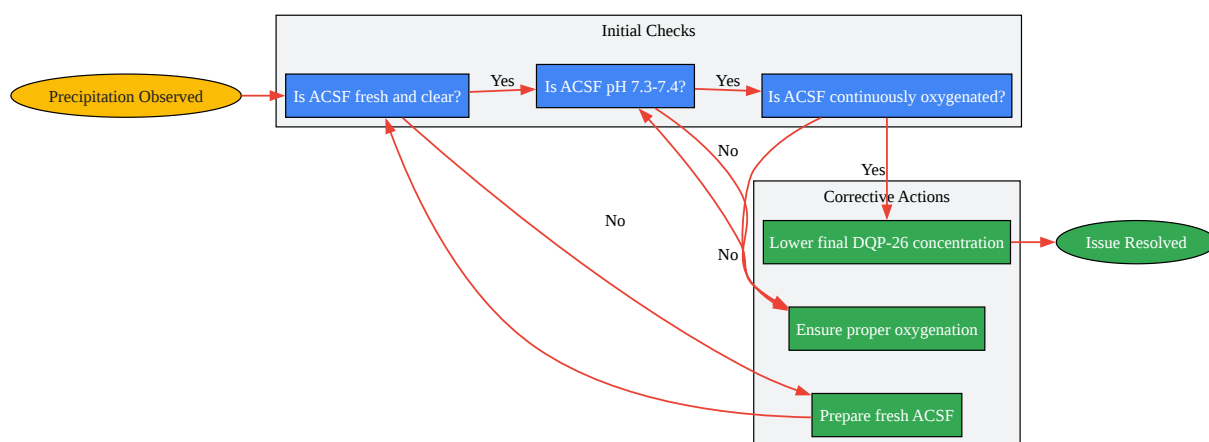 Initial Checks
Precipitation Observed
Is ACSF fresh and clear?
Yes
Is ACSF pH 7.3-7.4?
Yes
Is ACSF continuously oxygenated?
No
Yes
Corrective Actions
No
Lower final DQP-26 concentration
Issue Resolved
No
Ensure proper oxygenation
Prepare fresh ACSF